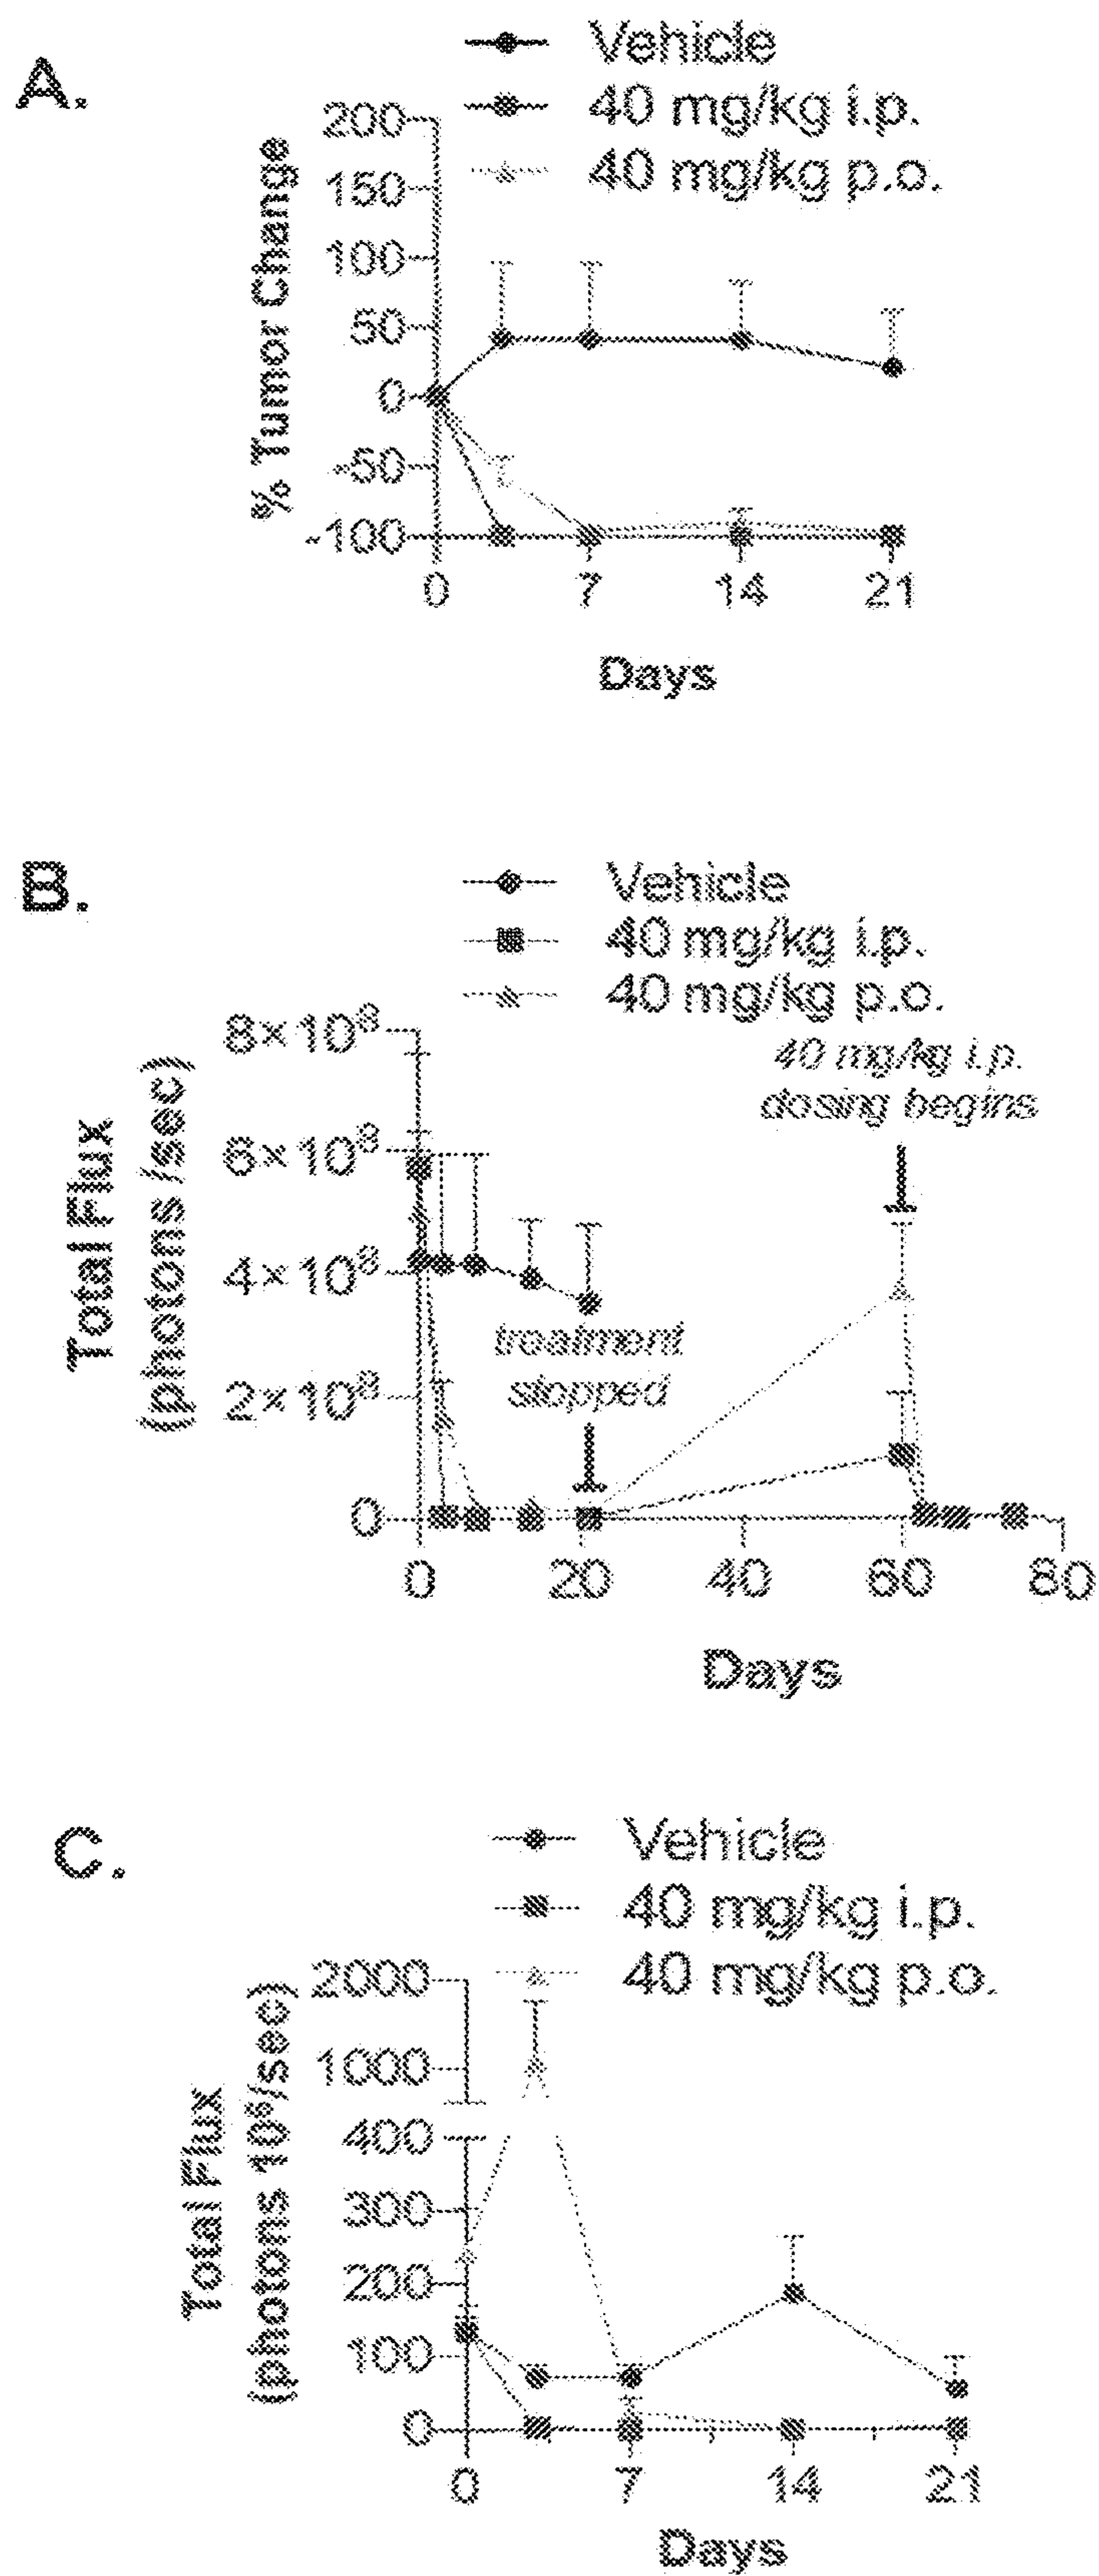 A.
Vehicle
40 mg/kg i.p.
40 mg/kg p.o.
% Tumor Change
200
150
100
50
0
-50
-100
0 7 14 21
Days
B.
Vehicle
40 mg/kg i.p.
40 mg/kg p.o.
40 mg/kg i.p.
dosing begins
Total Flux
(photons /sec)
8×10⁸
6×10⁸
4×10⁸
2×10⁸
0
treatment
stopped
0 20 40 60 80
Days
C.
Vehicle
40 mg/kg i.p.
40 mg/kg p.o.
Total Flux
(photons 10⁶/sec)
2000
1000
400
300
200
100
0
0 7 14 21
Days